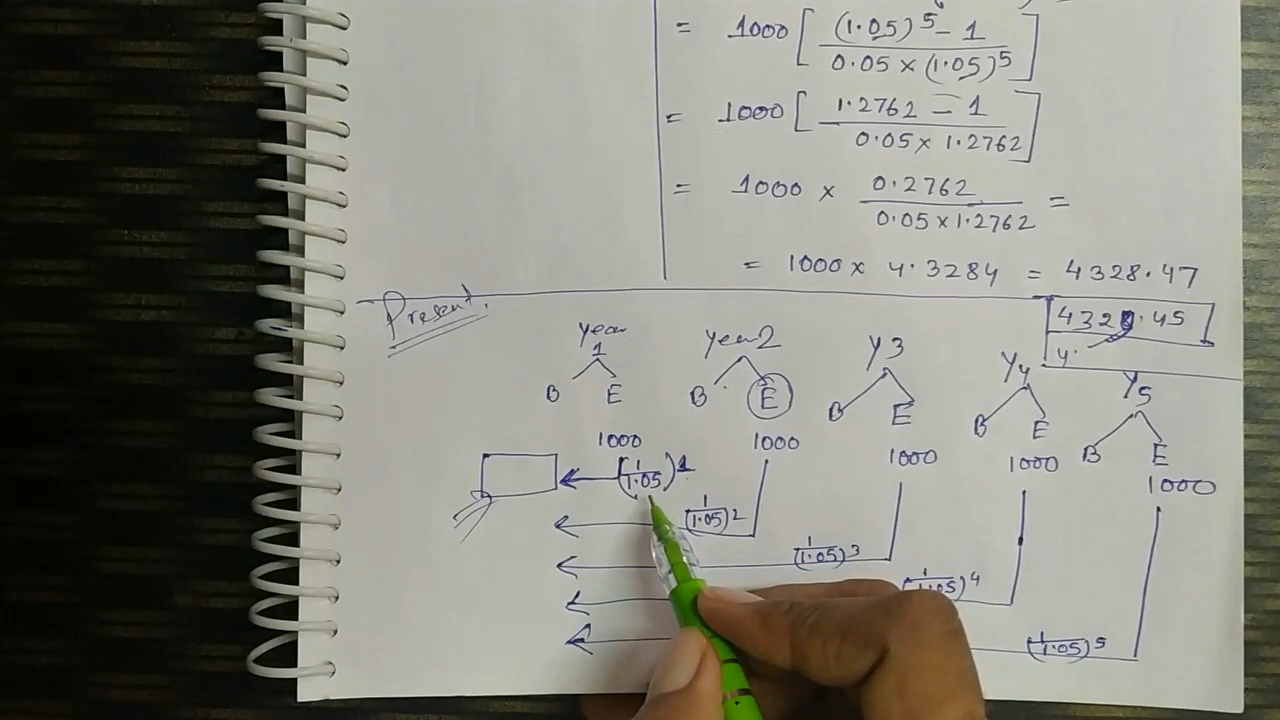 = 1000 [ (1.05)^5 - 1 / 0.05 × (1.05)^5 ]
= 1000 [ 1.2762 - 1 / 0.05 × 1.2762 ]
= 1000 × 0.2762 / 0.05 × 1.2762 =
= 1000 × 4.3284 = 4328.47
Present.
4328.45
4.
year 1 year 2 Y3 Y4 Y5
B E B E B E B E B E
1000 1000 1000 1000 1000
(1/1.05)^1
(1/1.05)^2
(1/1.05)^3
(1/1.05)^4
(1/1.05)^5